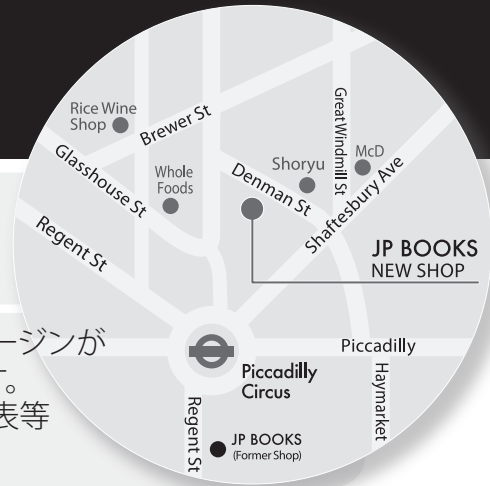 Rice Wine
Shop
Brewer St
Great Windmill St
Glasshouse St
Whole
Foods
Denman St
Shoryu
McD
Shaftesbury Ave
Regent St
JP BOOKS
NEW SHOP
ージンが
。
表等
Piccadilly
Circus
Piccadilly
Haymarket
Regent St
JP BOOKS
(Former Shop)